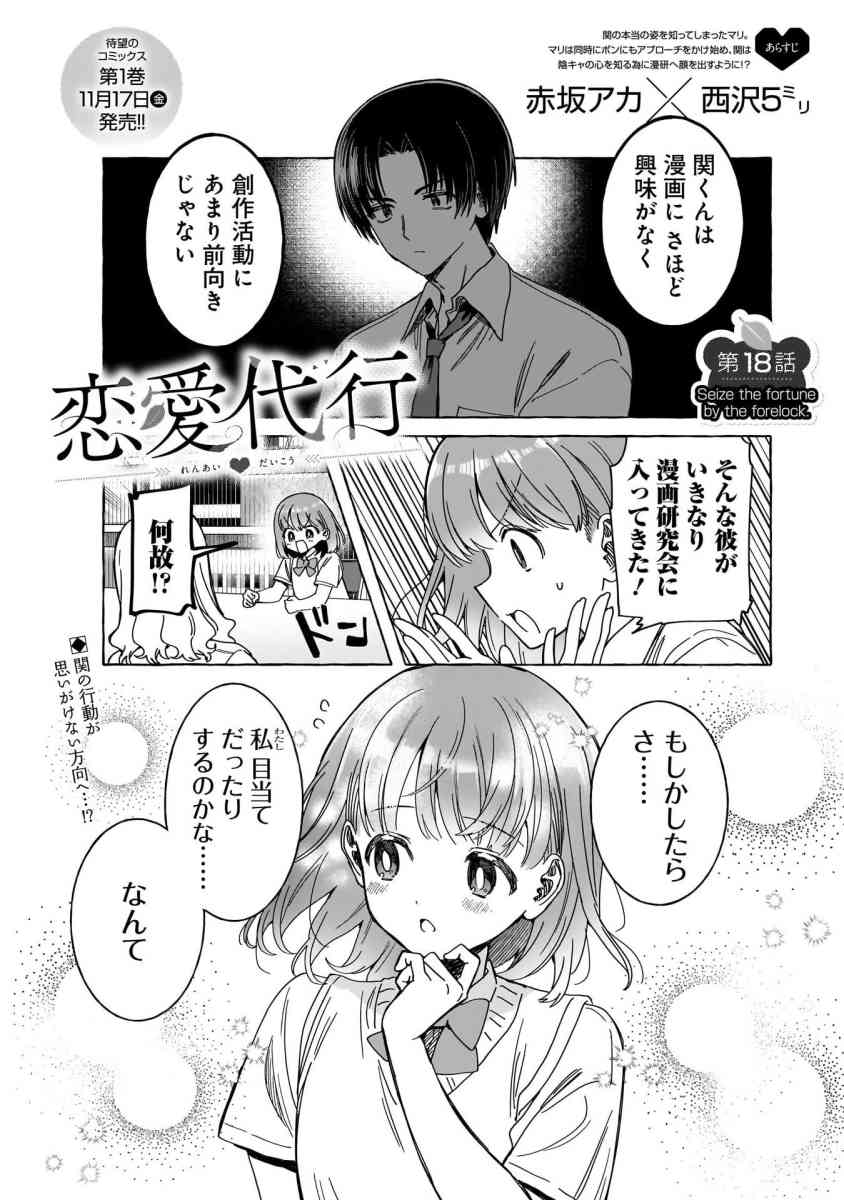 関の本当の姿を知ってしまったマリ。
マリは同時にポンにもアプローチをかけ始め、関は
陰キャの心を知る為に漫研へ顔を出すように!?
あらすじ
赤坂アカ×西沢5ミリ
待望の
コミックス
第1巻
11月17日㊎
発売!!
関くんは
漫画に さほど
興味がなく
創作活動に
あまり前向き
じゃない
第18話
Seize the fortune
by the forelock.
恋愛代行
れんあい だいこう
そんな彼が
いきなり
漫画研究会に
入ってきた!
何故!?
ドン
◆関の行動が
思いがけない方向へ…!?
もしかしたら
さ……
私目当て
わたし
だったり
するのかな……
なんて